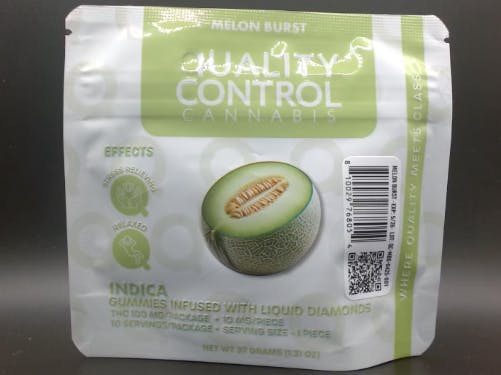 MELON BURST
QUALITY
CONTROL
CANNABIS
EFFECTS
STRESS RELIEVING
RELAXED
INDICA
GUMMIES INFUSED WITH LIQUID DIAMONDS
THC 100 MG/PACKAGE • 10 MG/PIECE
10 SERVINGS/PACKAGE • SERVING SIZE - 1 PIECE
NET WT 37 GRAMS (1.31 OZ)
MELON BURST
WHERE QUALITY MEETS CLASS